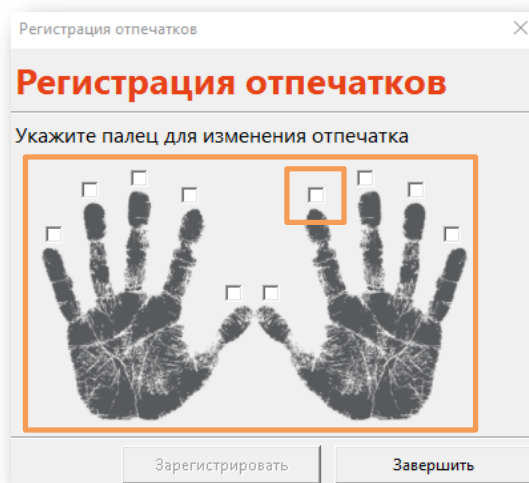 Регистрация отпечатков
Регистрация отпечатков
Укажите палец для изменения отпечатка
Зарегистрировать
Завершить